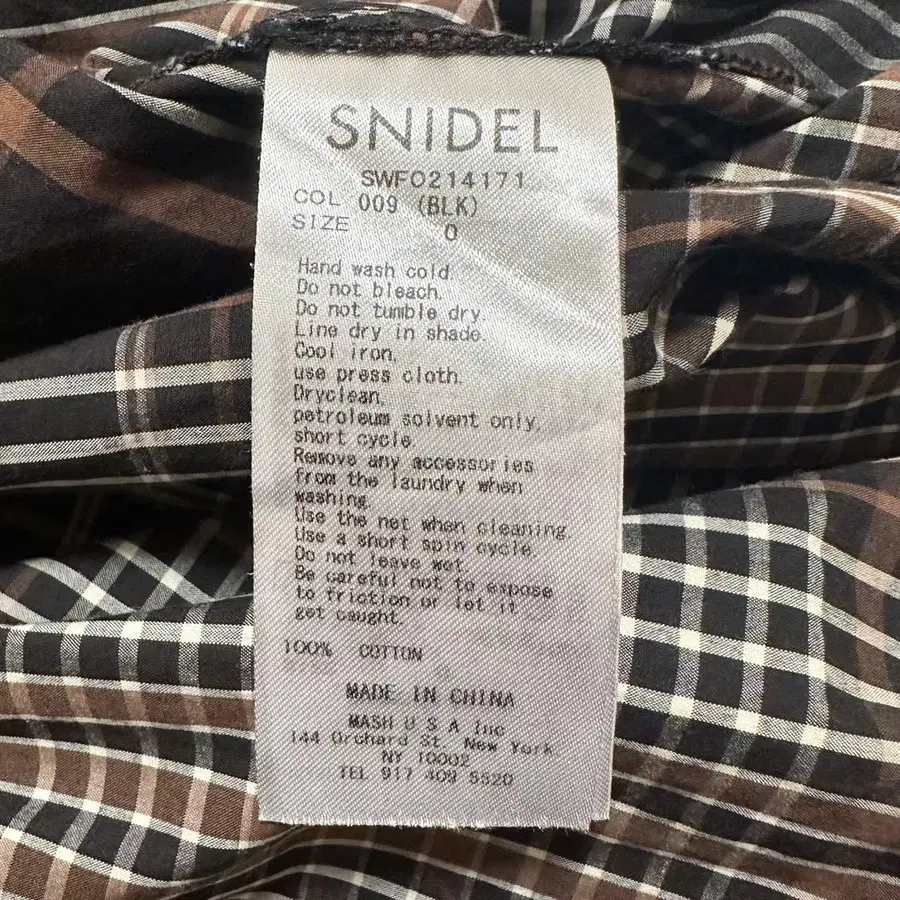 SNIDEL
SWFO214171
COL 009 (BLK)
SIZE 0
Hand wash cold.
Do not bleach.
Do not tumble dry.
Line dry in shade.
Cool iron.
use press cloth.
Dryclean.
petroleum solvent only.
short cycle.
Remove any accessories
from the laundry when
washing.
Use the net when cleaning.
Use a short spin cycle.
Do not leave wet.
Be careful not to expose
to friction or let it
get caught.
100% COTTON
MADE IN CHINA
MASH U S A, Inc
144 Orchard St. New York
NY 10002
TEL 917 409 5520